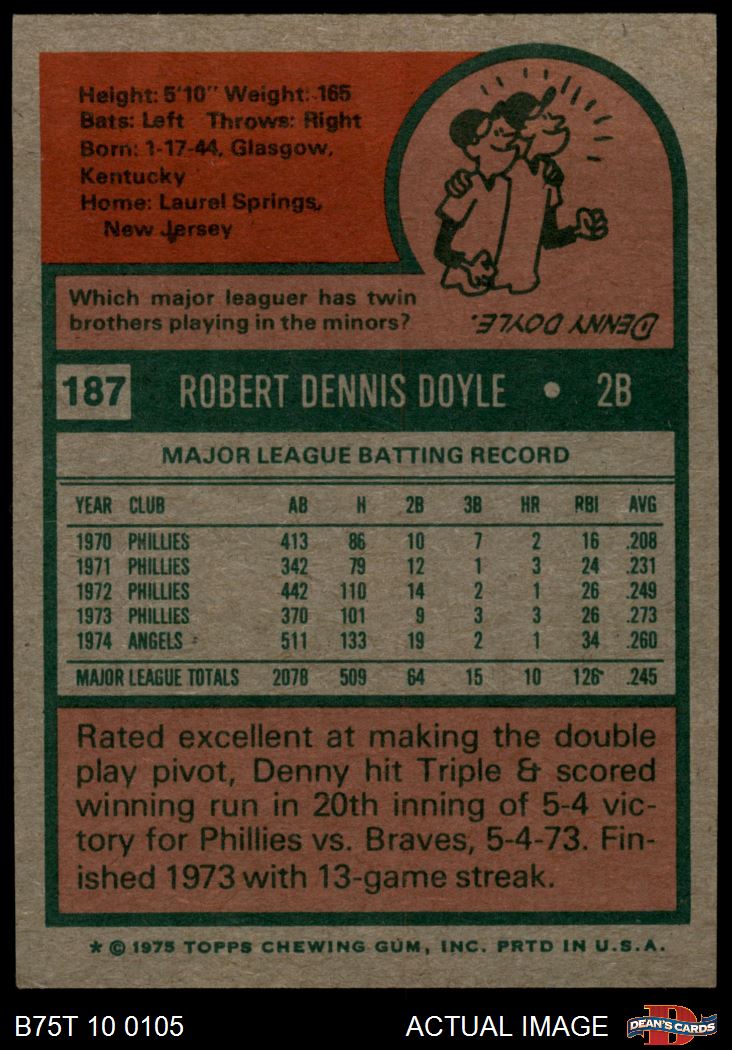 Height: 5'10" Weight: 165
Bats: Left Throws: Right
Born: 1-17-44, Glasgow,
Kentucky
Home: Laurel Springs,
New Jersey
Which major leaguer has twin
brothers playing in the minors?
DENNY DOYLE.
187 ROBERT DENNIS DOYLE • 2B
MAJOR LEAGUE BATTING RECORD
YEAR CLUB AB H 2B 3B HR RBI AVG
1970 PHILLIES 413 86 10 7 2 16 .208
1971 PHILLIES 342 79 12 1 3 24 .231
1972 PHILLIES 442 110 14 2 1 26 .249
1973 PHILLIES 370 101 9 3 3 26 .273
1974 ANGELS 511 133 19 2 1 34 .260
MAJOR LEAGUE TOTALS 2078 509 64 15 10 126 .245
Rated excellent at making the double
play pivot, Denny hit Triple & scored
winning run in 20th inning of 5-4 vic-
tory for Phillies vs. Braves, 5-4-73. Fin-
ished 1973 with 13-game streak.
* © 1975 TOPPS CHEWING GUM, INC. PRTD IN U.S.A.
B75T 10 0105 ACTUAL IMAGE DEAN'S CARDS